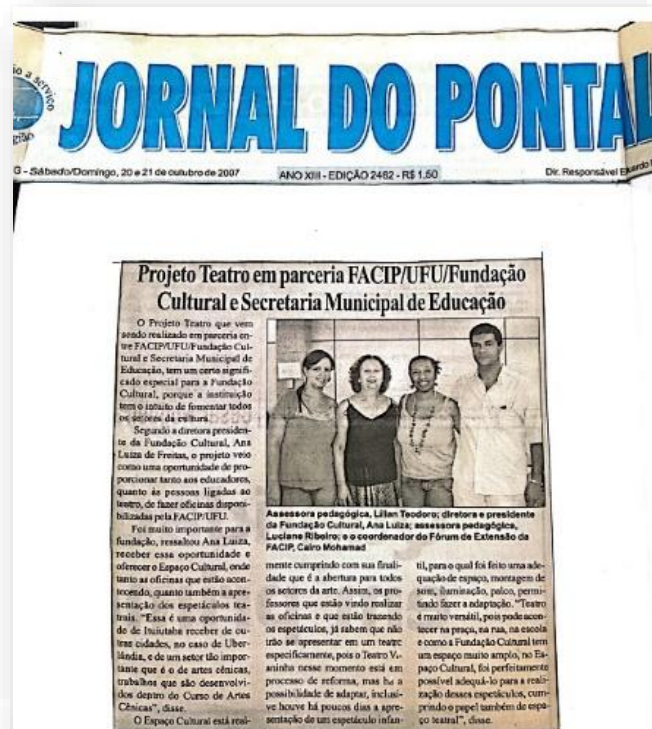 io a serviço
gião
JORNAL DO PONTAL
G - Sábado/Domingo, 20 e 21 de outubro de 2007
ANO XIII - EDIÇÃO 2462 - R$ 1,50
Dir. Responsável Eduardo
Projeto Teatro em parceria FACIP/UFU/Fundação
Cultural e Secretaria Municipal de Educação
O Projeto Teatro que vem
sendo realizado em parceria en-
tre FACIP/UFU/Fundação Cul-
tural e Secretaria Municipal de
Educação, tem um certo signifi-
cado especial para a Fundação
Cultural, porque a instituição
tem o intuito de fomentar todos
os setores da cultura.
Segundo a diretora presiden-
te da Fundação Cultural, Ana
Luiza de Freitas, o projeto veio
como uma oportunidade de pro-
porcionar tanto aos educadores,
quanto às pessoas ligadas ao
teatro, de fazer oficinas disponi-
bilizadas pela FACIP/UFU.
Foi muito importante para a
fundação, ressaltou Ana Luiza,
receber essa oportunidade e
oferecer o Espaço Cultural, onde
tanto as oficinas que estão acon-
tecendo, quanto também a apre-
sentação dos espetáculos tea-
trais. "Essa é uma oportunida-
de de Ituiutaba receber de ou-
tras cidades, no caso de Uber-
lândia, e de um setor tão impor-
tante que é o de artes cênicas,
trabalhos que são desenvolvi-
dos dentro do Curso de Artes
Cênicas", disse.
O Espaço Cultural está real-
Assessora pedagógica, Lilian Teodoro; diretora e presidente
da Fundação Cultural, Ana Luiza; assessora pedagógica,
Luciane Ribeiro; e o coordenador do Fórum de Extensão da
FACIP, Cairo Mohamad
mente cumprindo com sua finali-
dade que é a abertura para todos
os setores da arte. Assim, os pro-
fessores que estão vindo realizar
as oficinas e que estão trazendo
os espetáculos, já sabem que não
irão se apresentar em um teatro
especificamente, pois o Teatro Vi-
aninha nesse momento está em
processo de reforma, mas há a
possibilidade de adaptar, inclusi-
ve houve há poucos dias a apre-
sentação de um espetáculo infan-
til, para o qual foi feito uma ade-
quação de espaço, montagem de
som, iluminação, palco, permi-
tindo fazer a adaptação. "Teatro
é muito versátil, pois pode acon-
tecer na praça, na rua, na escola
e como a Fundação Cultural tem
um espaço muito amplo, no Es-
paço Cultural, foi perfeitamente
possível adequá-lo para a reali-
zação desses espetáculos, cum-
prindo o papel também de espa-
ço teatral", disse.